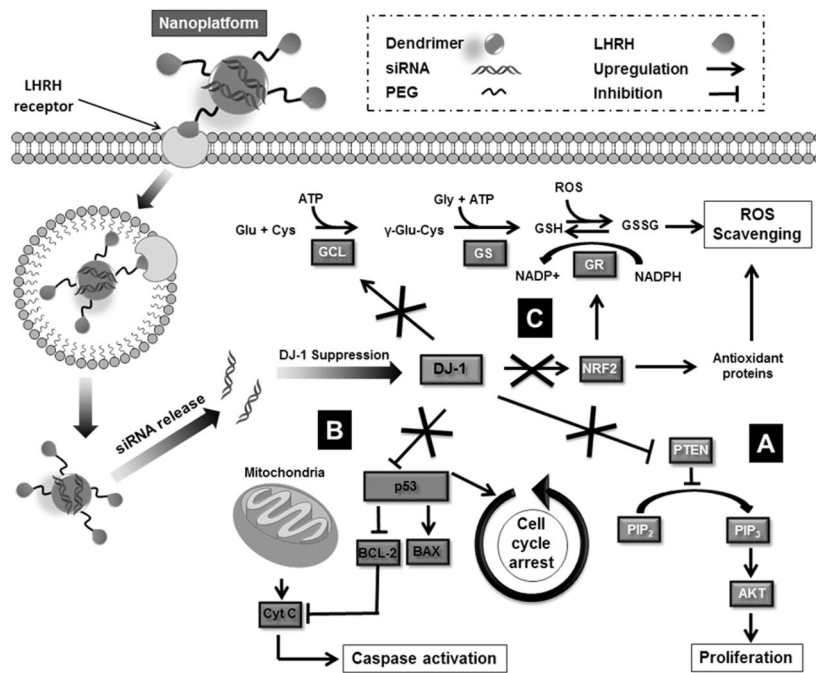 Nanoplatform
Dendrimer
LHRH
siRNA
Upregulation
PEG
Inhibition
LHRH
receptor
ATP
Gly + ATP
ROS
Glu + Cys
γ-Glu-Cys
GSH
GSSG
ROS
Scavenging
GCL
GS
GR
NADP+
NADPH
C
DJ-1 Suppression
DJ-1
NRF2
Antioxidant
proteins
siRNA release
B
A
PTEN
Mitochondria
p53
PIP₂
PIP₃
BCL-2
BAX
Cell
cycle
arrest
AKT
Cyt C
Caspase activation
Proliferation